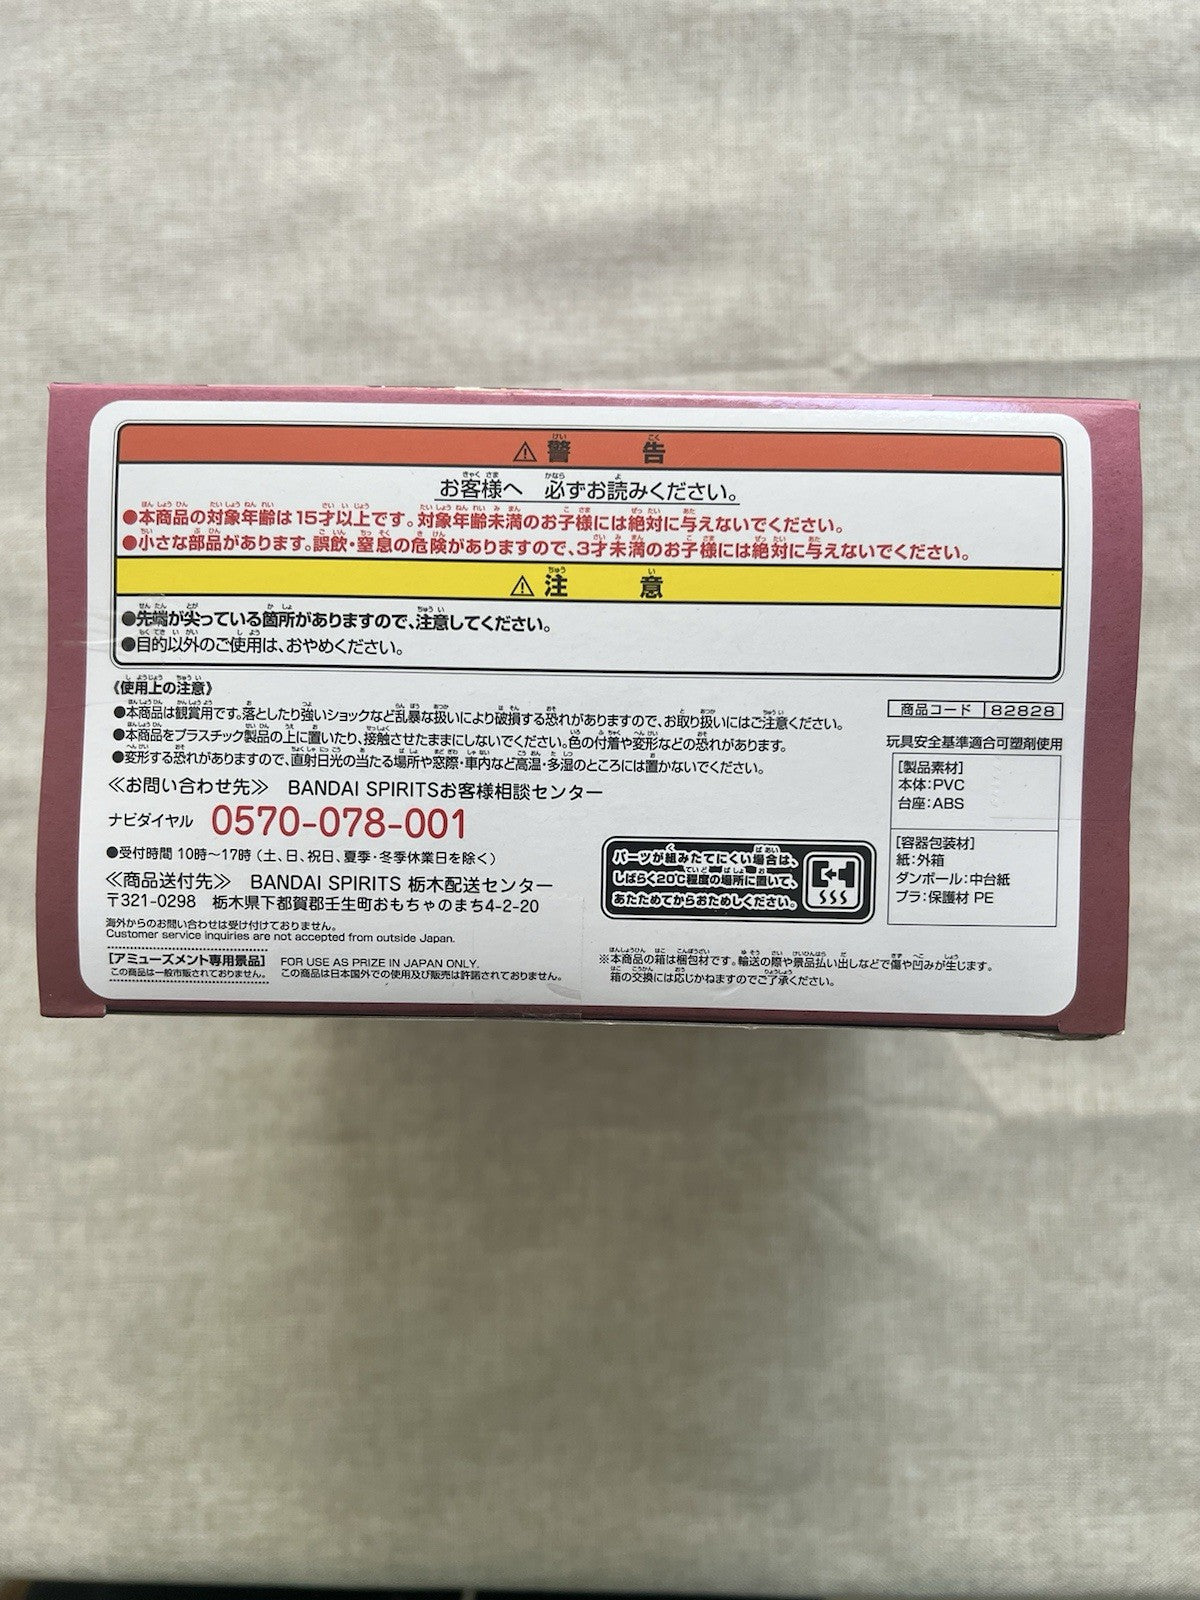 ⚠警告
お客様へ 必ずお読みください。
●本商品の対象年齢は15才以上です。対象年齢未満のお子様には絶対に与えないでください。
●小さな部品があります。誤飲・窒息の危険がありますので、3才未満のお子様には絶対に与えないでください。
⚠注意
●先端が尖っている箇所がありますので、注意してください。
●目的以外のご使用は、おやめください。
《使用上の注意》
●本商品は観賞用です。落としたり強いショックなど乱暴な扱いにより破損する恐れがありますので、お取り扱いにはご注意ください。
●本商品をプラスチック製品の上に置いたり、接触させたままにしないでください。色の付着や変形などの恐れがあります。
●変形する恐れがありますので、直射日光の当たる場所や窓際・車内など高温・多湿のところには置かないでください。
≪お問い合わせ先≫ BANDAI SPIRITSお客様相談センター
ナビダイヤル 0570-078-001
●受付時間 10時～17時（土、日、祝日、夏季・冬季休業日を除く）
≪商品送付先≫ BANDAI SPIRITS 栃木配送センター
〒321-0298 栃木県下都賀郡壬生町おもちゃのまち4-2-20
海外からのお問い合わせは受け付けておりません。
Customer service inquiries are not accepted from outside Japan.
[アミューズメント専用景品]
この商品は一般市販されておりません。
FOR USE AS PRIZE IN JAPAN ONLY.
この商品は日本国外での使用及び販売は許諾されておりません。
パーツが組みたてにくい場合は、
しばらく20℃程度の場所に置いて、
あたためてからおためしください。
※本商品の箱は梱包材です。輸送の際や景品払い出しなどで傷や凹みが生じます。
箱の交換には応じかねますのでご了承ください。
商品コード 82828
玩具安全基準適合可塑剤使用
[製品素材]
本体:PVC
台座:ABS
[容器包装材]
紙:外箱
ダンボール:中台紙
プラ:保護材 PE